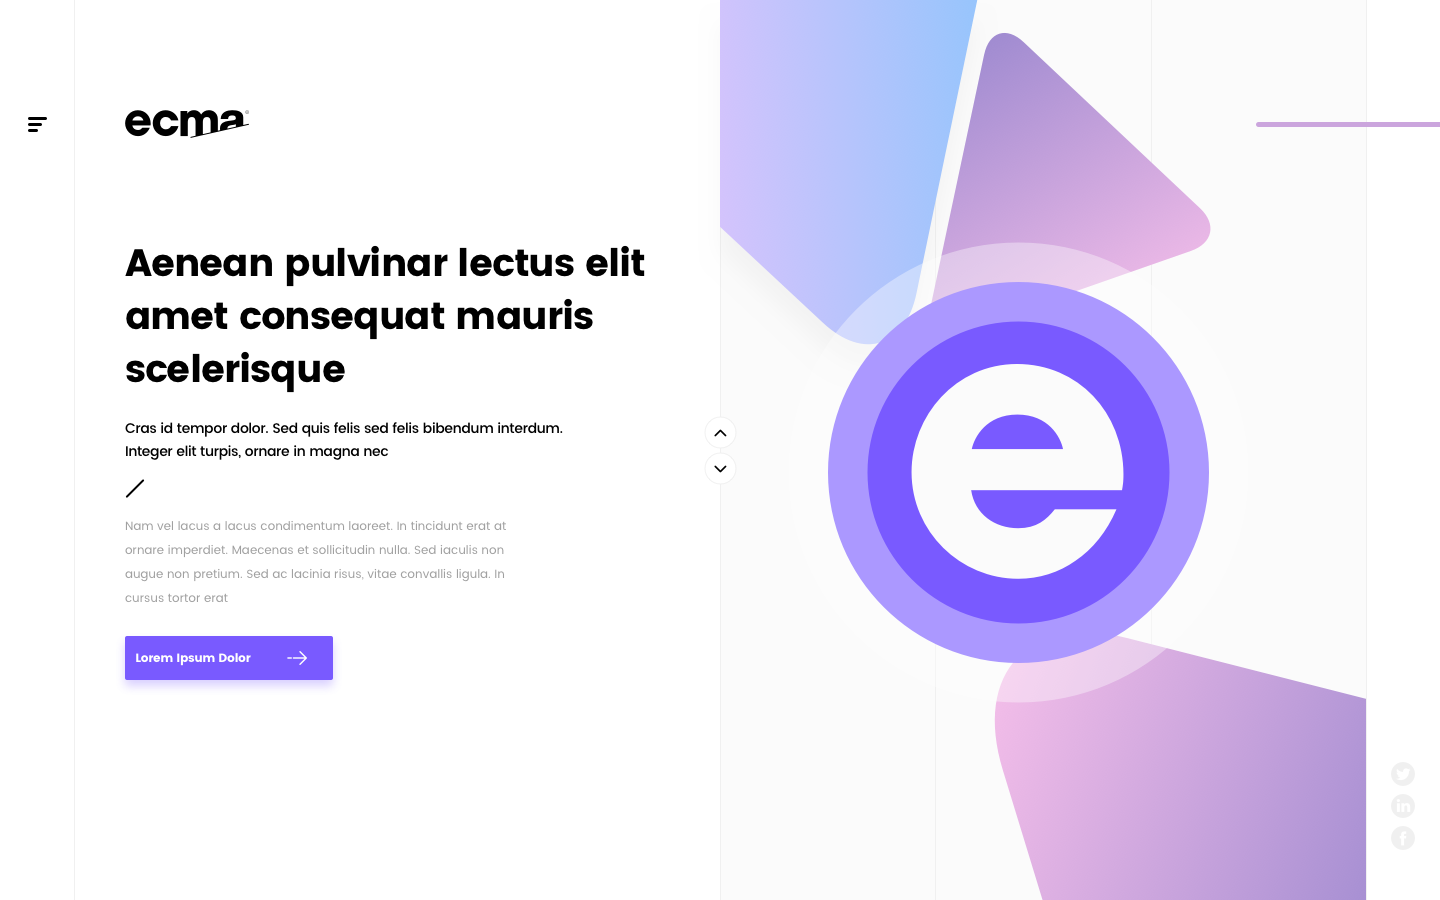 ecma
Aenean pulvinar lectus elit
amet consequat mauris
scelerisque
Cras id tempor dolor. Sed quis felis sed felis bibendum interdum.
Integer elit turpis, ornare in magna nec
Nam vel lacus a lacus condimentum laoreet. In tincidunt erat at
ornare imperdiet. Maecenas et sollicitudin nulla. Sed iaculis non
augue non pretium. Sed ac lacinia risus, vitae convallis ligula. In
cursus tortor erat
Lorem Ipsum Dolor
e
in
f